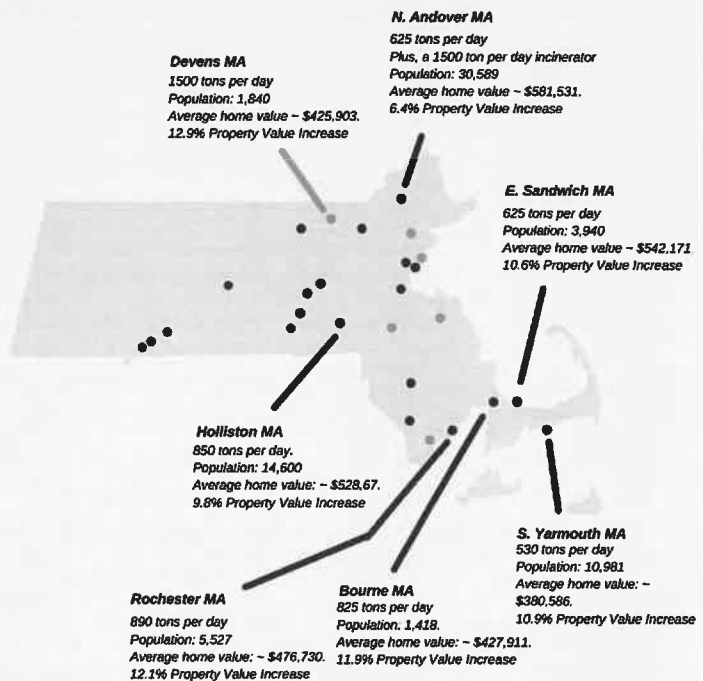 N. Andover MA
625 tons per day
Plus, a 1500 ton per day incinerator
Population: 30,589
Average home value ~ $581,531.
6.4% Property Value Increase
Devens MA
1500 tons per day
Population: 1,840
Average home value ~ $425,903.
12.9% Property Value Increase
E. Sandwich MA
625 tons per day
Population: 3,940
Average home value ~ $542,171
10.6% Property Value Increase
Holliston MA
850 tons per day.
Population: 14,600
Average home value: ~ $528,67.
9.8% Property Value Increase
S. Yarmouth MA
530 tons per day
Population: 10,981
Average home value: ~
$380,586.
10.9% Property Value Increase
Rochester MA
890 tons per day
Population: 5,527
Average home value: ~ $476,730.
12.1% Property Value Increase
Bourne MA
825 tons per day
Population: 1,418.
Average home value: ~ $427,911.
11.9% Property Value Increase